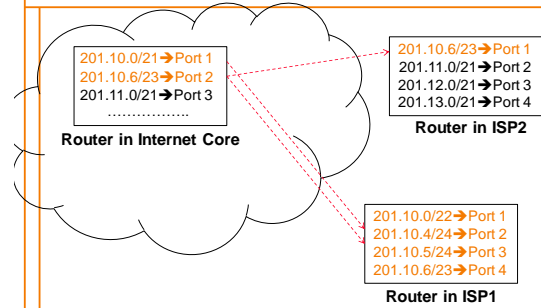 201.10.0/21➔Port 1
201.10.6/23➔Port 2
201.11.0/21➔Port 3
………………..
Router in Internet Core
201.10.6/23➔Port 1
201.11.0/21➔Port 2
201.12.0/21➔Port 3
201.13.0/21➔Port 4
Router in ISP2
201.10.0/22➔Port 1
201.10.4/24➔Port 2
201.10.5/24➔Port 3
201.10.6/23➔Port 4
Router in ISP1